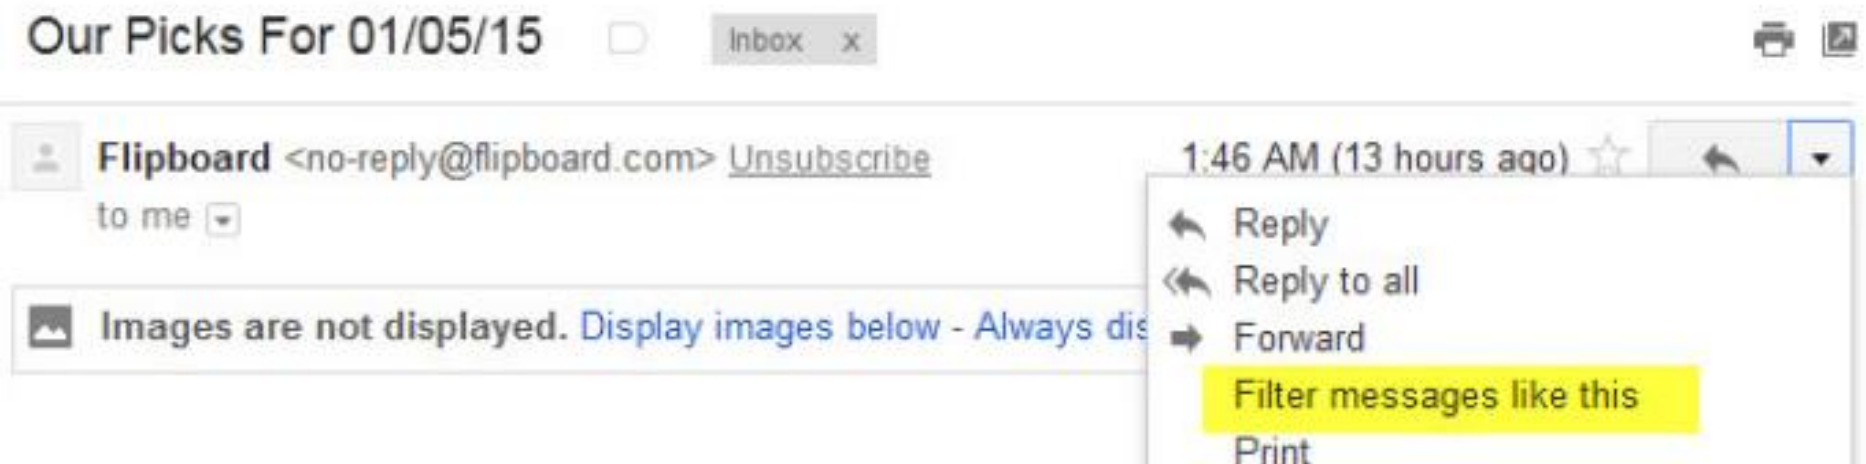 Our Picks For 01/05/15 Inbox x
Flipboard <no-reply@flipboard.com> Unsubscribe 1:46 AM (13 hours ago)
to me
Images are not displayed. Display images below - Always dis
Reply
Reply to all
Forward
Filter messages like this
Print